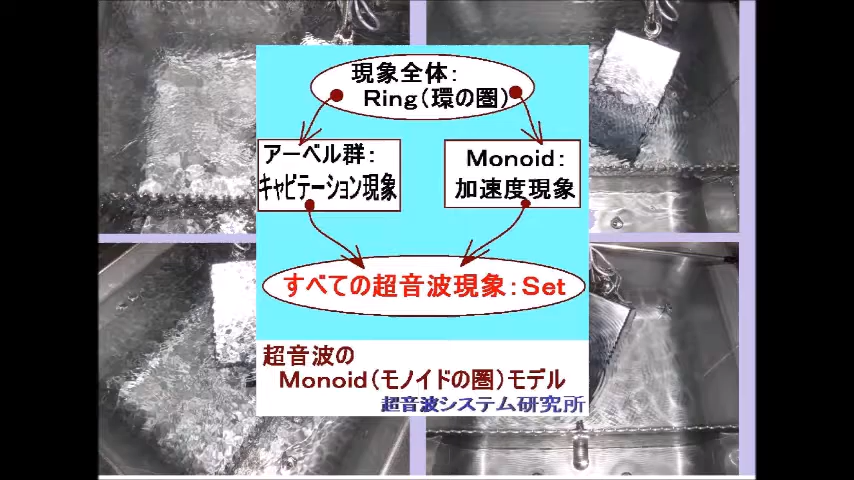 現象全体：
Ring（環の圏）
アーベル群：
キャビテーション現象
Monoid：
加速度現象
すべての超音波現象：Set
超音波の
Monoid（モノイドの圏）モデル
超音波システム研究所